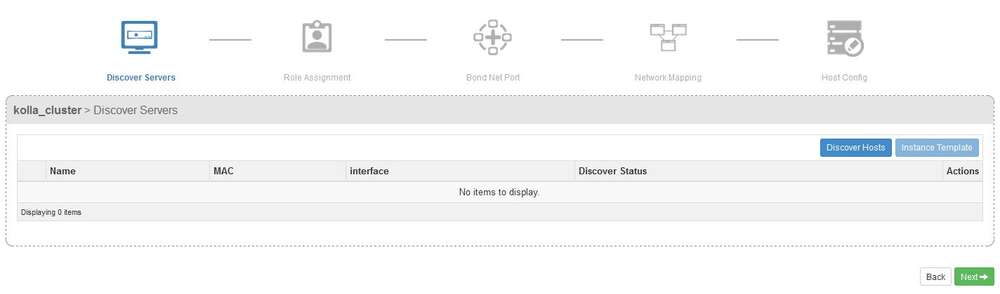 Discover Servers Role Assignment Bond Net Port Network Mapping Host Config
kolla_cluster > Discover Servers
Discover Hosts Instance Template
Name MAC interface Discover Status Actions
No items to display.
Displaying 0 items
Back Next